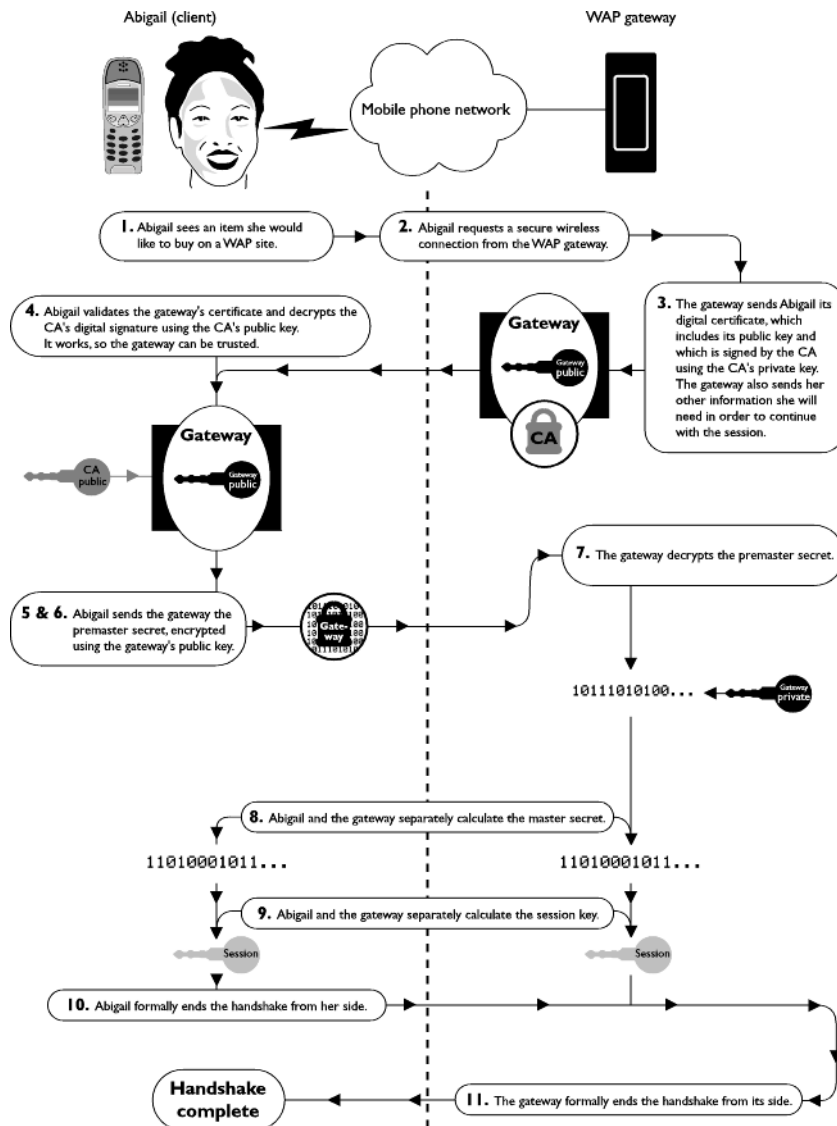 Abigail (client)
WAP gateway
Mobile phone network
1. Abigail sees an item she would
like to buy on a WAP site.
2. Abigail requests a secure wireless
connection from the WAP gateway.
3. The gateway sends Abigail its
digital certificate, which
includes its public key and
which is signed by the CA
using the CA's private key.
The gateway also sends her
other information she will
need in order to continue
with the session.
4. Abigail validates the gateway's certificate and decrypts the
CA's digital signature using the CA's public key.
It works, so the gateway can be trusted.
Gateway
Gateway
public
CA
Gateway
CA
public
Gateway
public
5 & 6. Abigail sends the gateway the
premaster secret, encrypted
using the gateway's public key.
Gate-
way
7. The gateway decrypts the premaster secret.
10111010100...
Gateway
private
8. Abigail and the gateway separately calculate the master secret.
11010001011...
11010001011...
9. Abigail and the gateway separately calculate the session key.
Session
Session
10. Abigail formally ends the handshake from her side.
11. The gateway formally ends the handshake from its side.
Handshake
complete